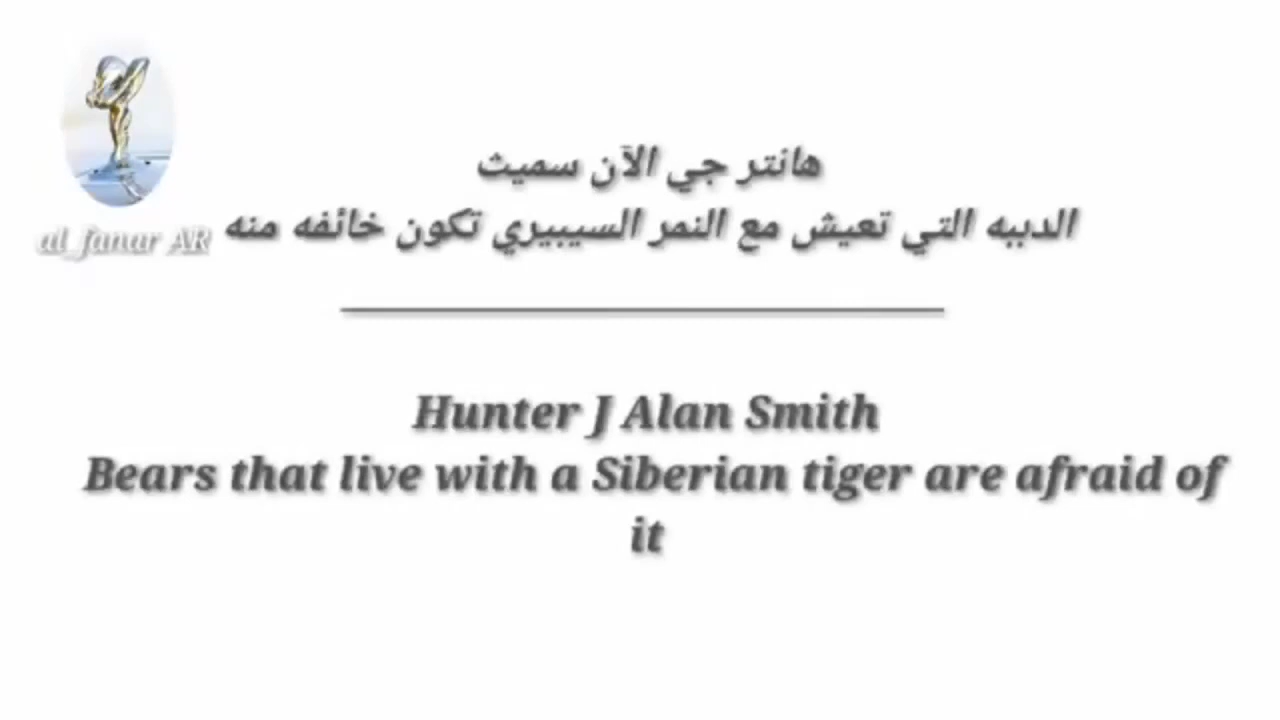 هانتر جي الآن سميث
الدببه التي تعيش مع النمر السيبيري تكون خائفه منه
al_fanar AR
Hunter J Alan Smith
Bears that live with a Siberian tiger are afraid of
it